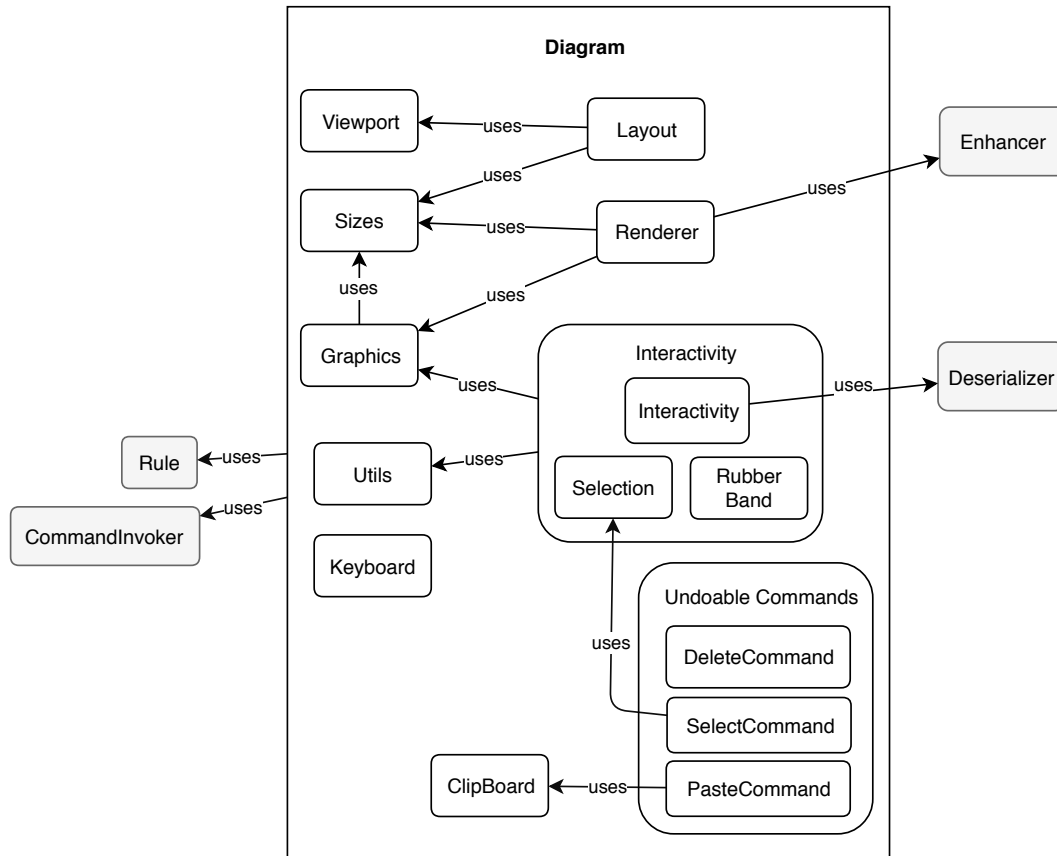 Diagram
Viewport
uses
Layout
Enhancer
uses
uses
Sizes
uses
Renderer
uses
uses
Graphics
Interactivity
uses
Interactivity
uses
Deserializer
Rule
uses
Utils
uses
Selection
Rubber
Band
CommandInvoker
uses
Keyboard
Undoable Commands
uses
DeleteCommand
SelectCommand
ClipBoard
uses
PasteCommand